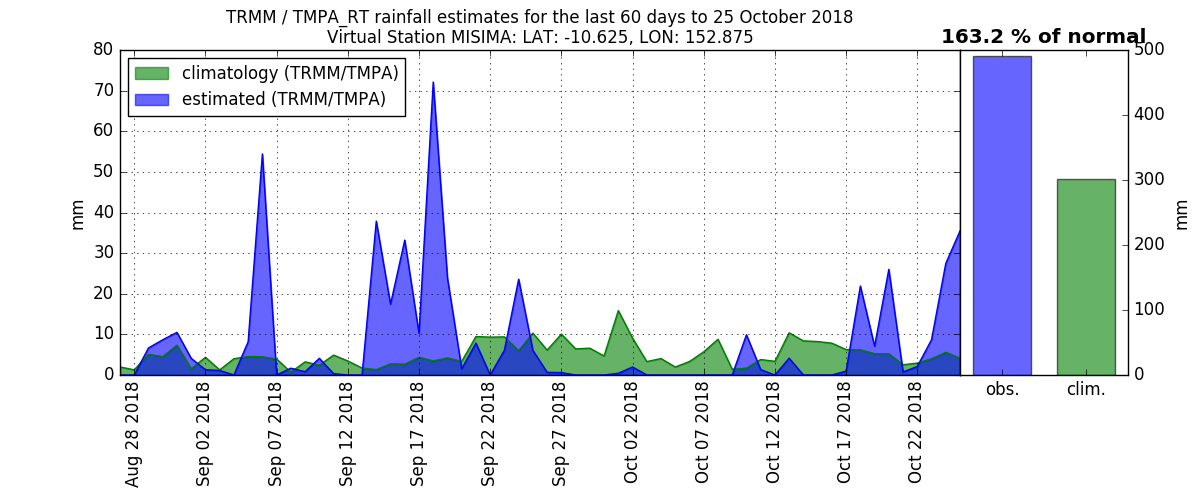 TRMM / TMPA_RT rainfall estimates for the last 60 days to 25 October 2018
Virtual Station MISIMA: LAT: -10.625, LON: 152.875
163.2 % of normal
climatology (TRMM/TMPA)
estimated (TRMM/TMPA)
mm
80
70
60
50
40
30
20
10
0
Aug 28 2018
Sep 02 2018
Sep 07 2018
Sep 12 2018
Sep 17 2018
Sep 22 2018
Sep 27 2018
Oct 02 2018
Oct 07 2018
Oct 12 2018
Oct 17 2018
Oct 22 2018
obs.
clim.
500
400
300
200
100
0
mm